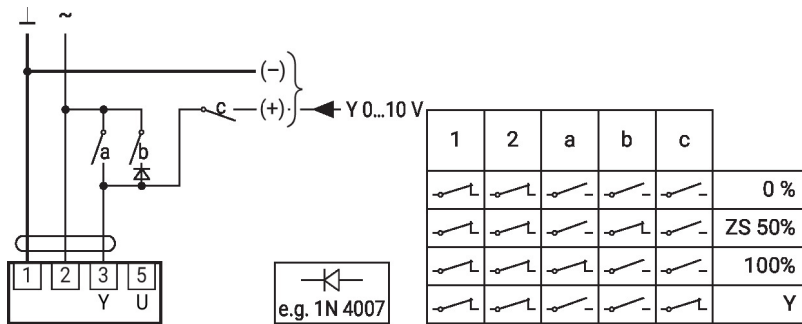 ⊥ ~
(–)
c (+) Y 0...10 V
a b
1 2 3 5
Y U
e.g. 1N 4007
1 2 a b c
0 %
ZS 50%
100%
Y